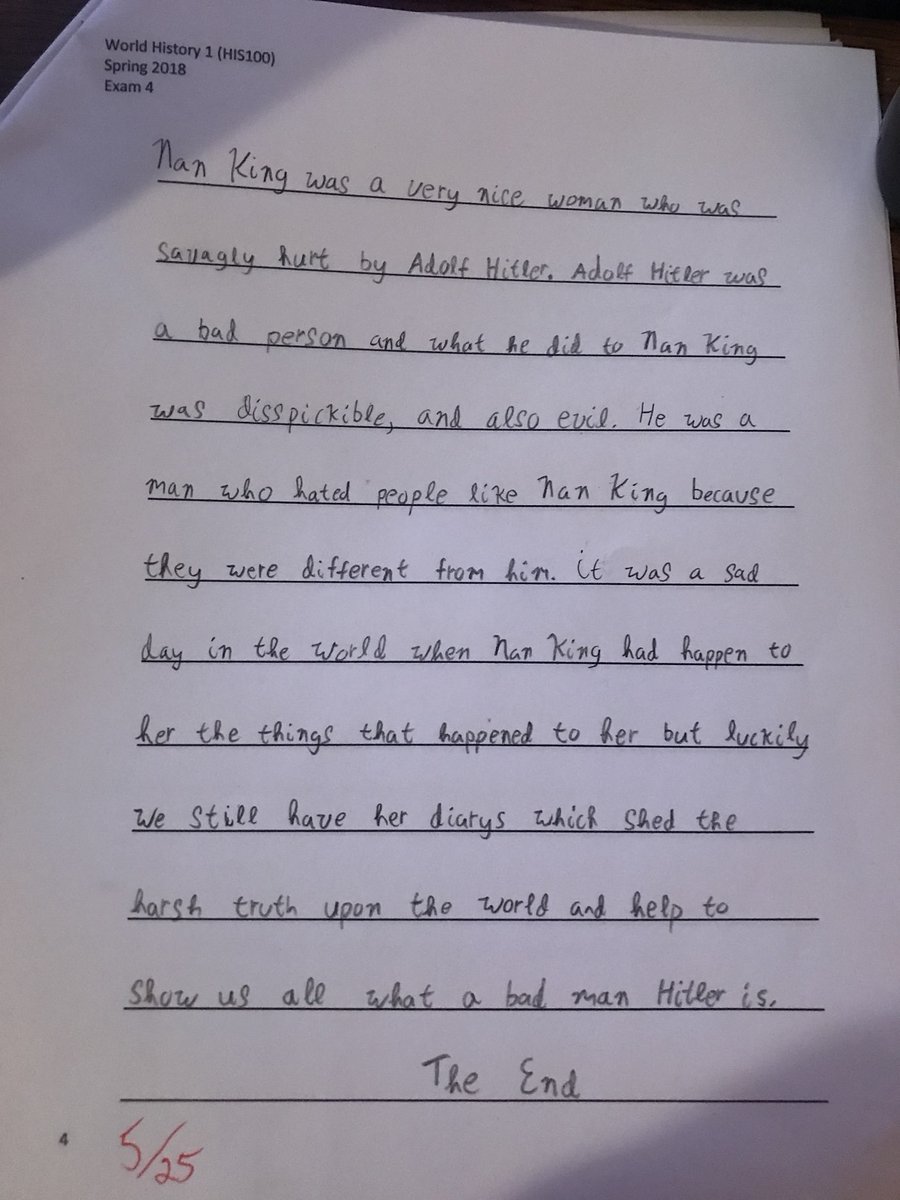 World History 1 (HIS100)
Spring 2018
Exam 4
Nan King was a very nice woman who was
savagly hurt by Adolf Hitler. Adolf Hitler was
a bad person and what he did to Nan King
was disspickible, and also evil. He was a
man who hated people like Nan King because
they were different from him. it was a sad
day in the world when Nan King had happen to
her the things that happened to her but luckily
we still have her diarys which shed the
harsh truth upon the world and help to
show us all what a bad man Hitler is.
The End
4
5/25